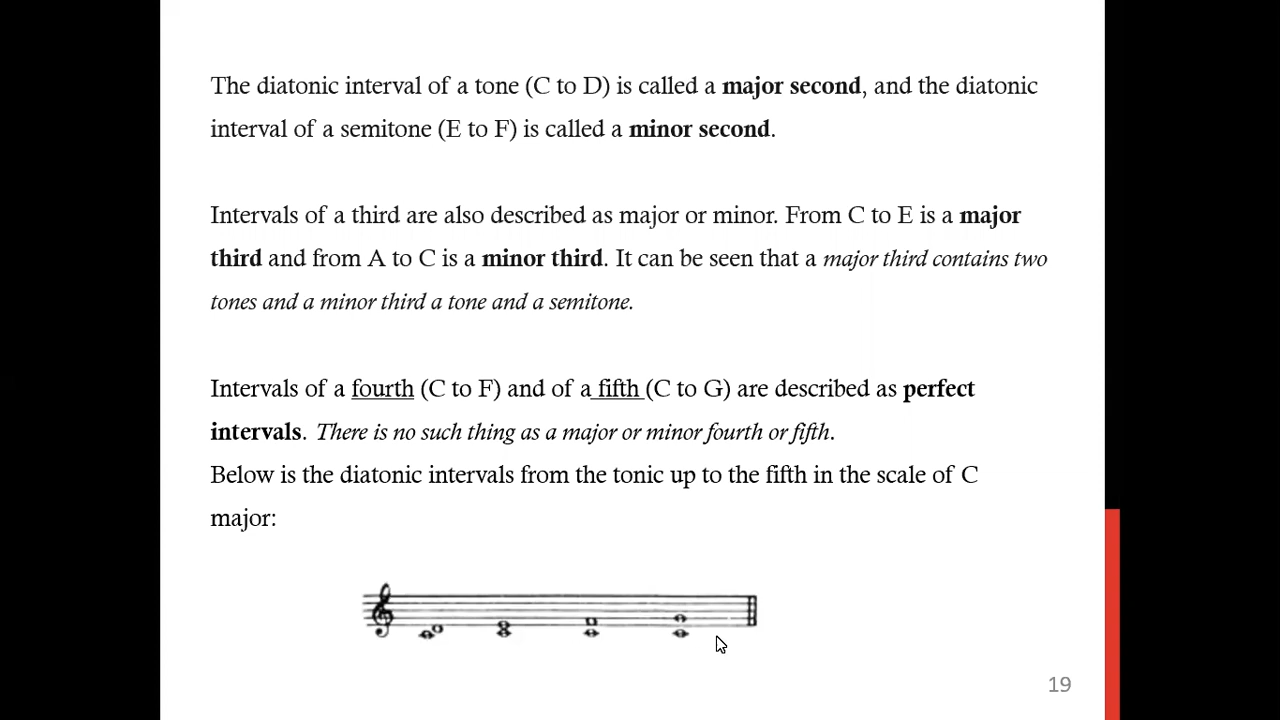 The diatonic interval of a tone (C to D) is called a major second, and the diatonic
interval of a semitone (E to F) is called a minor second.
Intervals of a third are also described as major or minor. From C to E is a major
third and from A to C is a minor third. It can be seen that a major third contains two
tones and a minor third a tone and a semitone.
Intervals of a fourth (C to F) and of a fifth (C to G) are described as perfect
intervals. There is no such thing as a major or minor fourth or fifth.
Below is the diatonic intervals from the tonic up to the fifth in the scale of C
major:
19